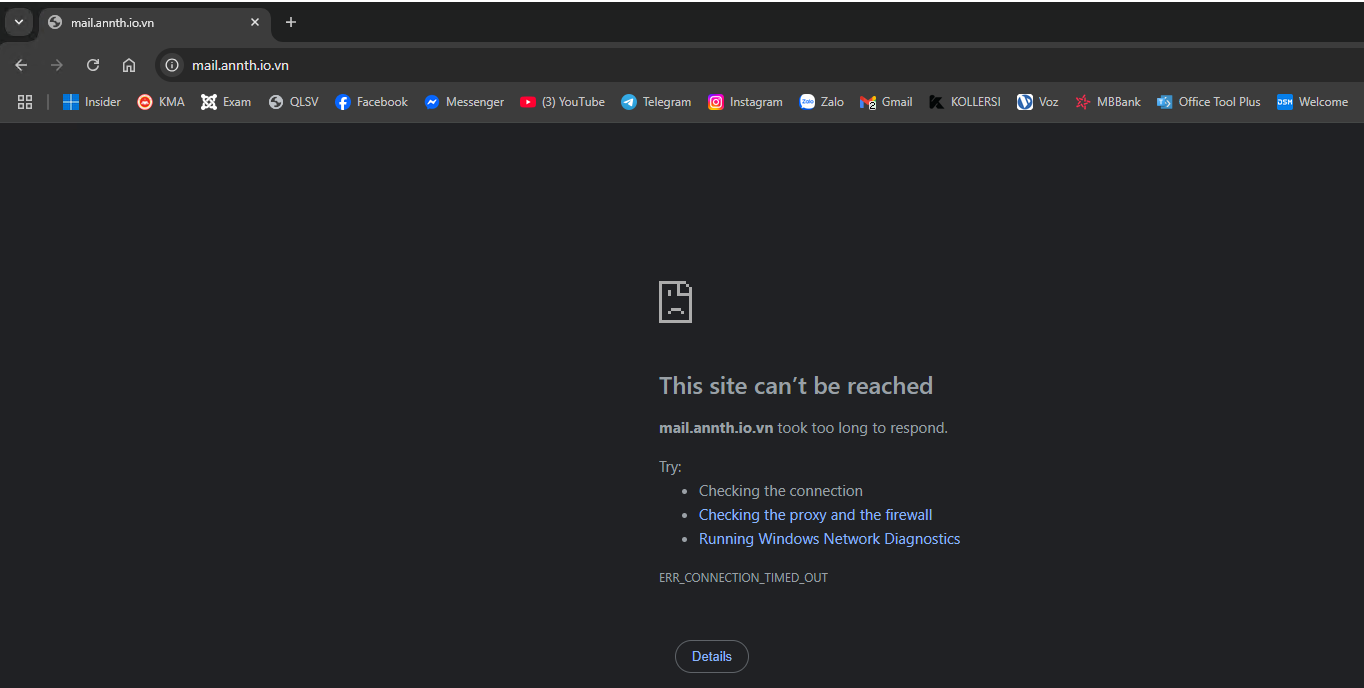 mail.annth.io.vn
mail.annth.io.vn
Insider KMA Exam QLSV Facebook Messenger (3) YouTube Telegram Instagram Zalo Gmail KOLLERSI Voz MBBank Office Tool Plus DSM Welcome
This site can’t be reached
mail.annth.io.vn took too long to respond.
Try:
• Checking the connection
• Checking the proxy and the firewall
• Running Windows Network Diagnostics
ERR_CONNECTION_TIMED_OUT
Details